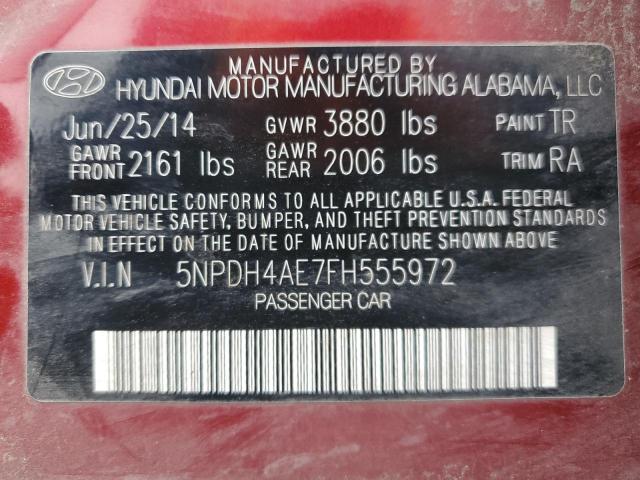 MANUFACTURED BY
HYUNDAI MOTOR MANUFACTURING ALABAMA, LLC
Jun/25/14 GVWR 3880 lbs PAINT TR
GAWR FRONT 2161 lbs GAWR REAR 2006 lbs TRIM RA
THIS VEHICLE CONFORMS TO ALL APPLICABLE U.S.A. FEDERAL
MOTOR VEHICLE SAFETY, BUMPER, AND THEFT PREVENTION STANDARDS
IN EFFECT ON THE DATE OF MANUFACTURE SHOWN ABOVE.
V.I.N 5NPDH4AE7FH555972
PASSENGER CAR